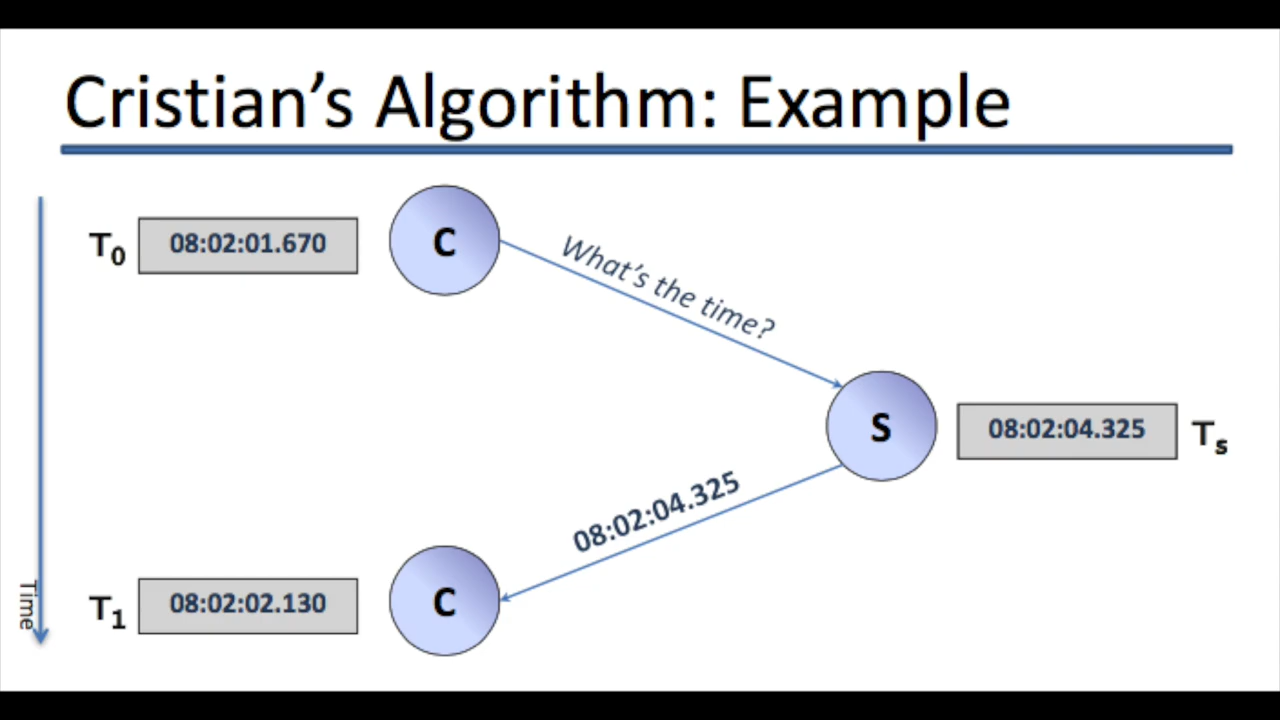 Cristian’s Algorithm: Example
T0 08:02:01.670 C
What’s the time?
S 08:02:04.325 Ts
08:02:04.325
T1 08:02:02.130 C
Time